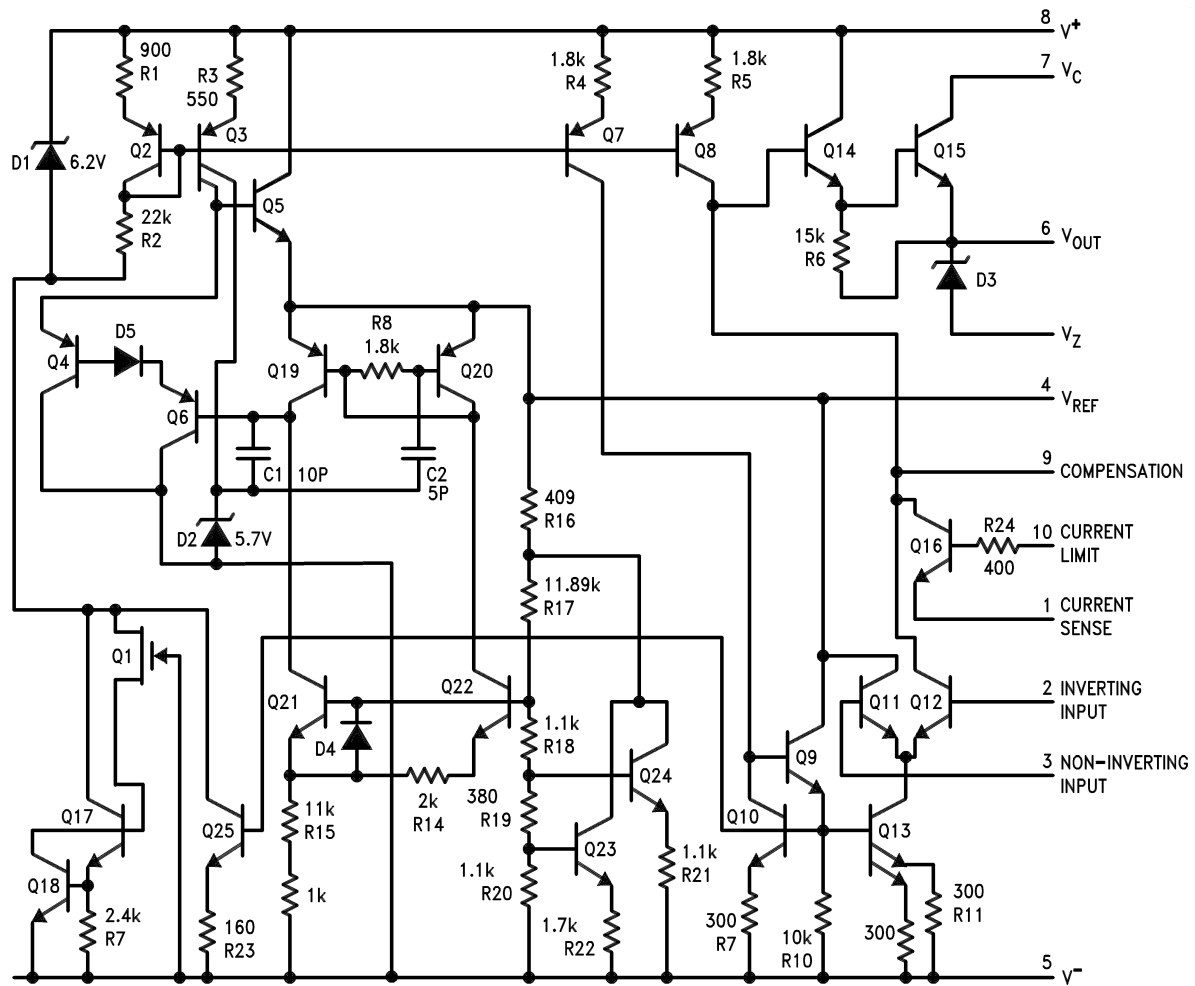 8 V+
7 VC
900
R1
R3
550
1.8k
R4
1.8k
R5
D1 6.2V
Q2
Q3
Q7
Q8
Q14
Q15
22k
R2
Q5
15k
R6
6 VOUT
D3
VZ
Q4
D5
R8
1.8k
Q19
Q20
Q6
4 VREF
C1 10P
C2
5P
9 COMPENSATION
409
R16
D2 5.7V
Q16
R24
400
10 CURRENT
LIMIT
11.89k
R17
1 CURRENT
SENSE
Q1
Q21
Q22
Q11
Q12
2 INVERTING
INPUT
D4
1.1k
R18
Q24
Q9
3 NON-INVERTING
INPUT
Q17
Q25
11k
R15
2k
R14
380
R19
Q10
Q13
Q23
Q18
1.1k
R20
1.1k
R21
2.4k
R7
160
R23
1k
1.7k
R22
300
R7
10k
R10
300
300
R11
5 V-